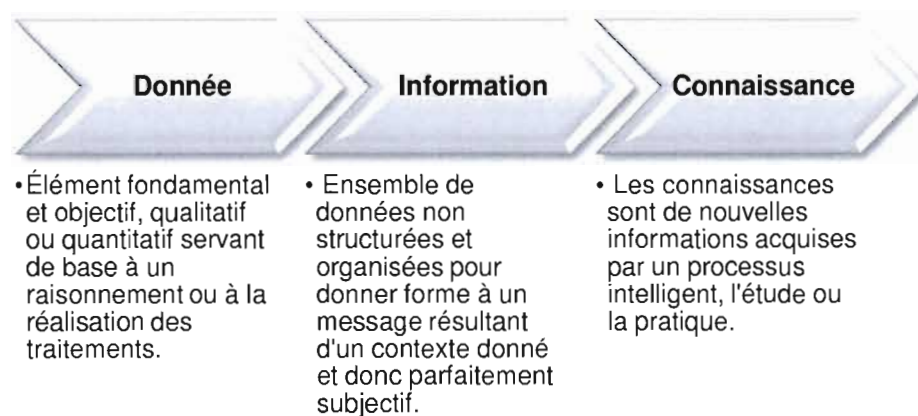 Donnée
Information
Connaissance
•Élément fondamental
et objectif, qualitatif
ou quantitatif servant
de base à un
raisonnement ou à la
réalisation des
traitements.
• Ensemble de
données non
structurées et
organisées pour
donner forme à un
message résultant
d'un contexte donné
et donc parfaitement
subjectif.
• Les connaissances
sont de nouvelles
informations acquises
par un processus
intelligent, l'étude ou
la pratique.